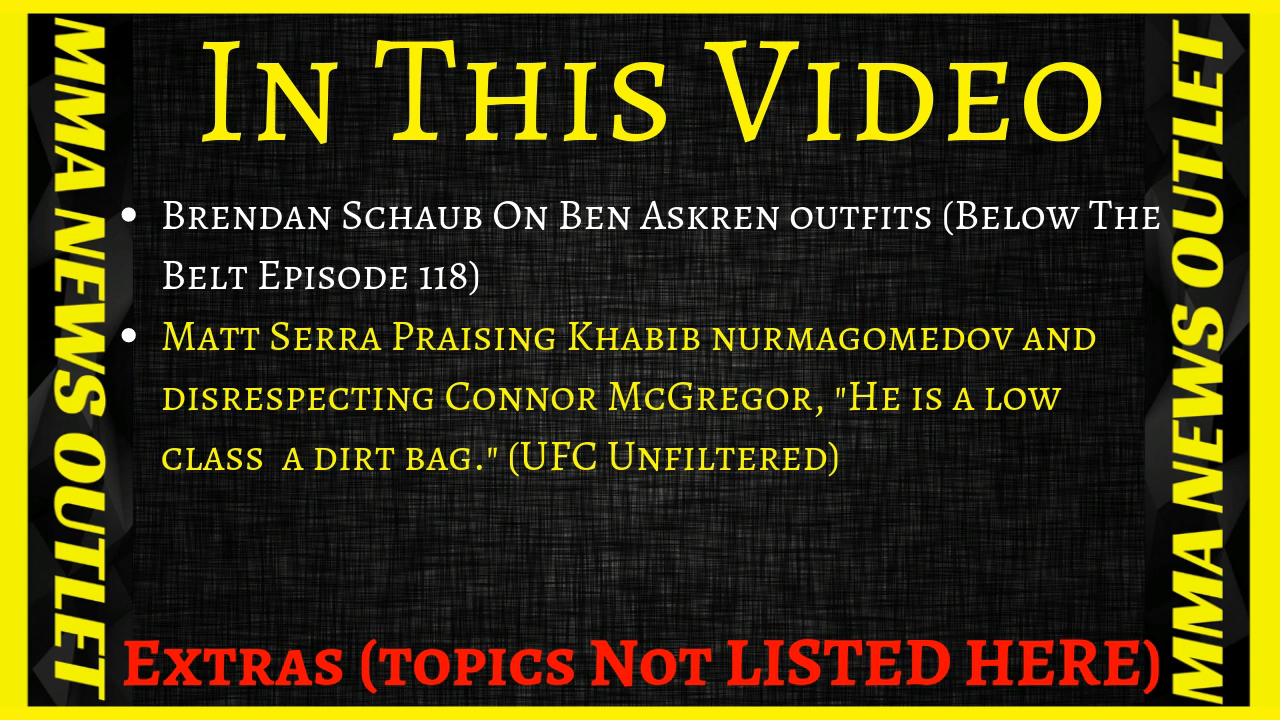 In This Video
MMA NEWS OUTLET
• Brendan Schaub On Ben Askren outfits (Below The
Belt Episode 118)
• Matt Serra Praising Khabib nurmagomedov and
disrespecting Connor McGregor, "He is a low
class  a dirt bag." (UFC Unfiltered)
Extras (topics Not LISTED HERE)
MMA NEWS OUTLET